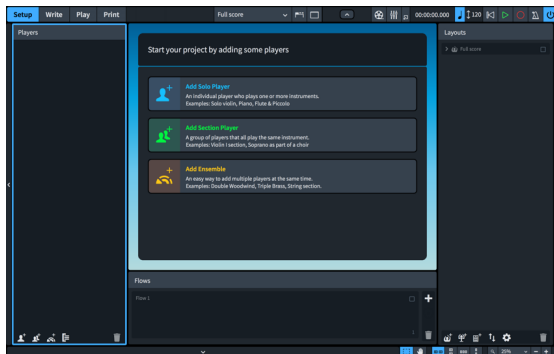 Setup Write Play Print
Full score
00:00:00.000
120
Players
Layouts
Start your project by adding some players
Full score
Add Solo Player
An individual player who plays one or more instruments.
Examples: Solo violin, Piano, Flute & Piccolo
Add Section Player
A group of players that all play the same instrument.
Examples: Violin I section, Soprano as part of a choir
Add Ensemble
An easy way to add multiple players at the same time.
Examples: Double Woodwind, Triple Brass, String section.
Flows
Flow 1
1
20%